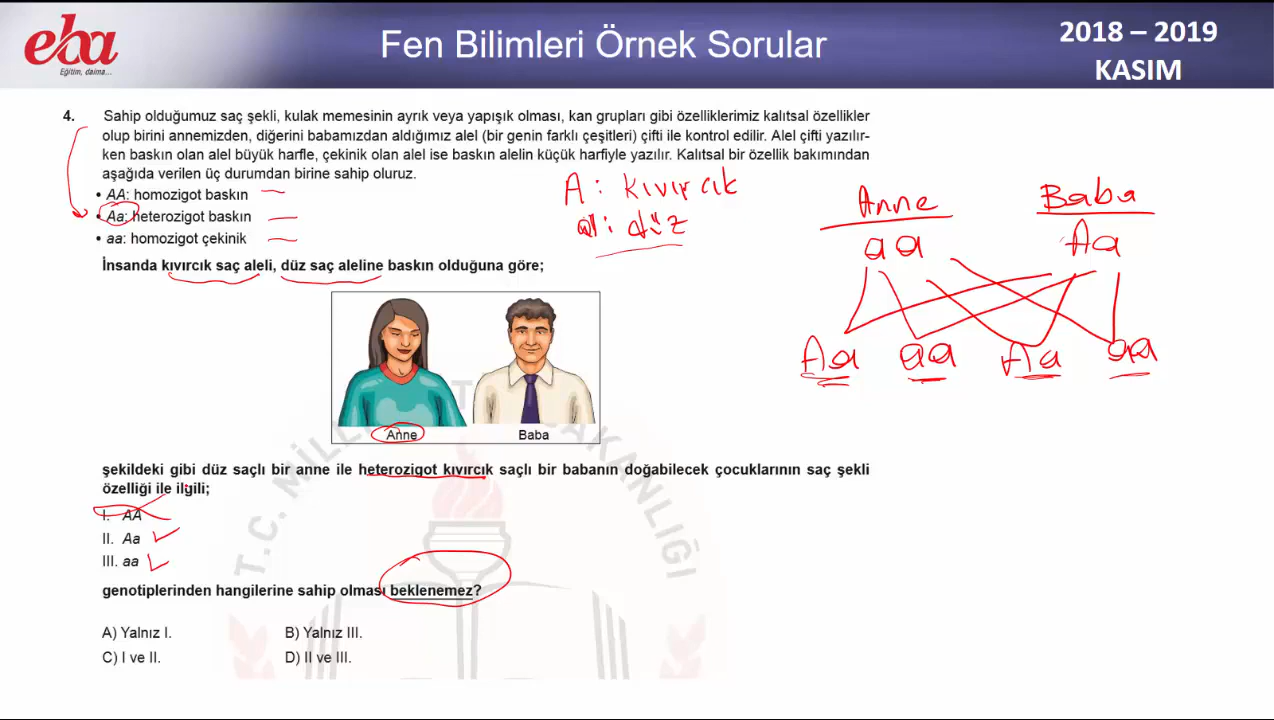 eba
Eğitim, daima...
Fen Bilimleri Örnek Sorular
2018 – 2019
KASIM
4. Sahip olduğumuz saç şekli, kulak memesinin ayrık veya yapışık olması, kan grupları gibi özelliklerimiz kalıtsal özellikler
olup birini annemizden, diğerini babamızdan aldığımız alel (bir genin farklı çeşitleri) çifti ile kontrol edilir. Alel çifti yazılır-
ken baskın olan alel büyük harfle, çekinik olan alel ise baskın alelin küçük harfiyle yazılır. Kalıtsal bir özellik bakımından
aşağıda verilen üç durumdan birine sahip oluruz.
• AA: homozigot baskın
• Aa: heterozigot baskın
• aa: homozigot çekinik
A: kıvırcık
a: düz
Anne Baba
aa Aa
Aa aa Aa aa
İnsanda kıvırcık saç aleli, düz saç aleline baskın olduğuna göre;
Anne Baba
şekildeki gibi düz saçlı bir anne ile heterozigot kıvırcık saçlı bir babanın doğabilecek çocuklarının saç şekli
özelliği ile ilgili;
I. AA
II. Aa
III. aa
genotiplerinden hangilerine sahip olması beklenemez?
A) Yalnız I. B) Yalnız III.
C) I ve II. D) II ve III.
T.C. MİLLÎ EĞİTİM BAKANLIĞI